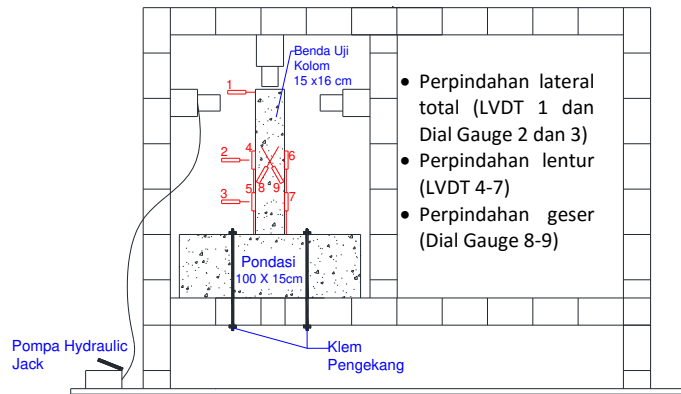 Benda Uji
Kolom
15 x16 cm
1
2
3
4
5
6
7
8
9
• Perpindahan lateral
total (LVDT 1 dan
Dial Gauge 2 dan 3)
• Perpindahan lentur
(LVDT 4-7)
• Perpindahan geser
(Dial Gauge 8-9)
Pondasi
100 X 15cm
Pompa Hydraulic
Jack
Klem
Pengekang